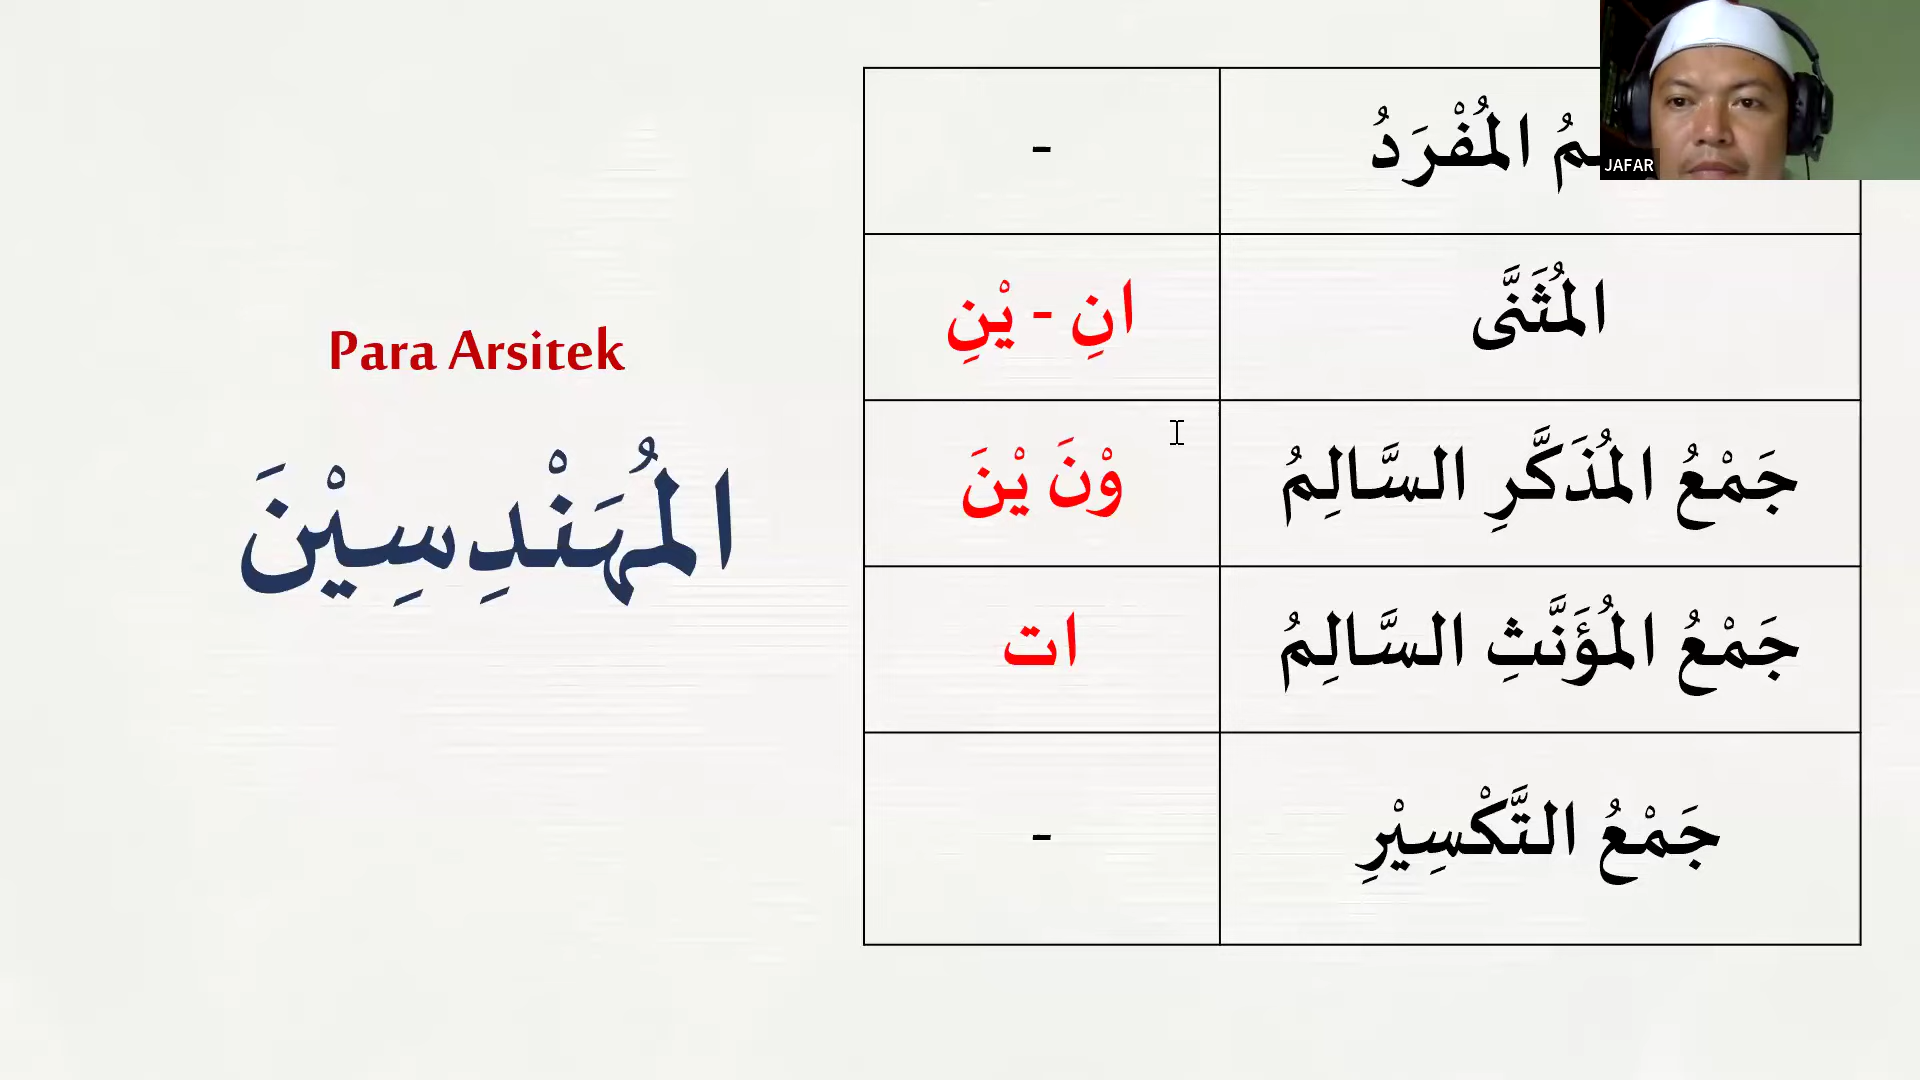 Para Arsitek
المُهَنْدِسِيْنَ
المُفْرَدُ
-
المُثَنَّى
انِ - يْنِ
جَمْعُ المُذَكَّرِ السَّالِمُ
وْنَ يْنَ
جَمْعُ المُؤَنَّثِ السَّالِمُ
ات
جَمْعُ التَّكْسِيْرِ
-
JAFAR